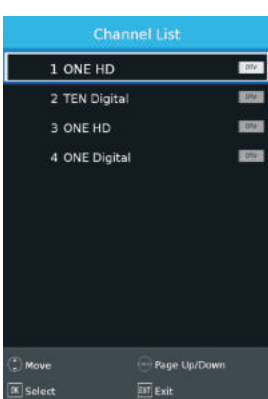 Channel List
1 ONE HD DTV
2 TEN Digital DTV
3 ONE HD DTV
4 ONE Digital DTV
Move Page Up/Down
OK Select EXIT Exit